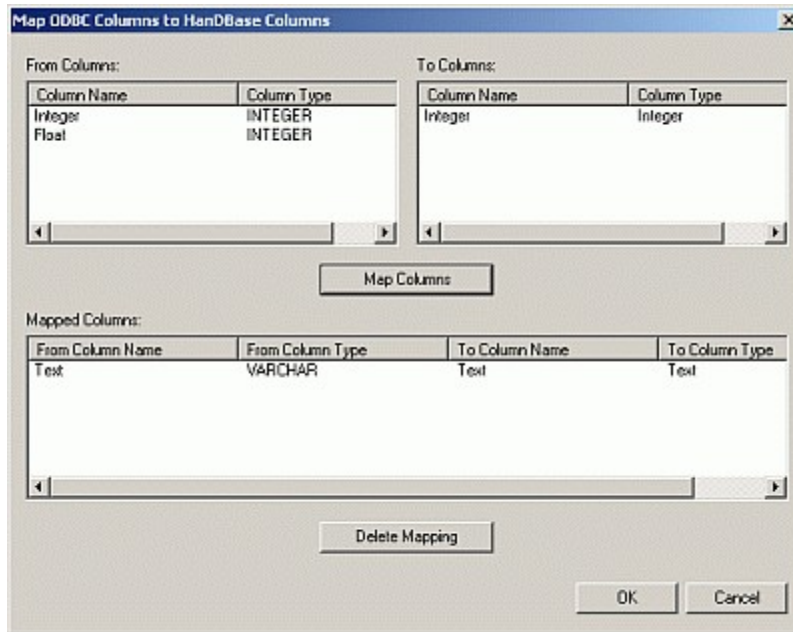 Map ODBC Columns to HanDBase Columns
From Columns:
Column Name Column Type
Integer INTEGER
Float INTEGER
To Columns:
Column Name Column Type
Integer Integer
Map Columns
Mapped Columns:
From Column Name From Column Type To Column Name To Column Type
Text VARCHAR Text Text
Delete Mapping
OK Cancel